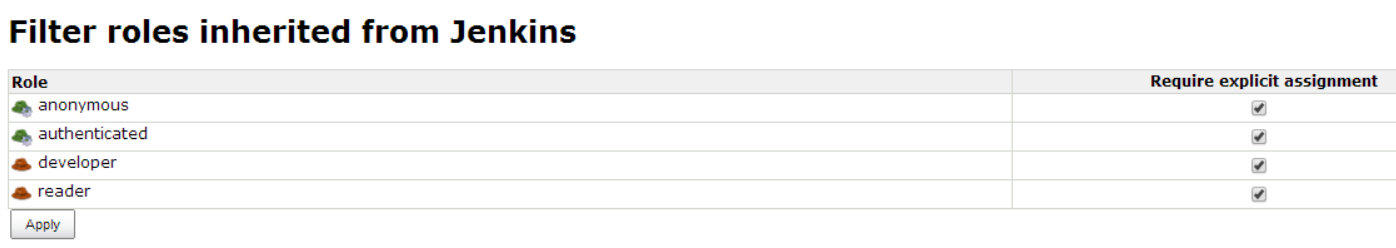 Filter roles inherited from Jenkins
Role Require explicit assignment
anonymous
authenticated
developer
reader
Apply